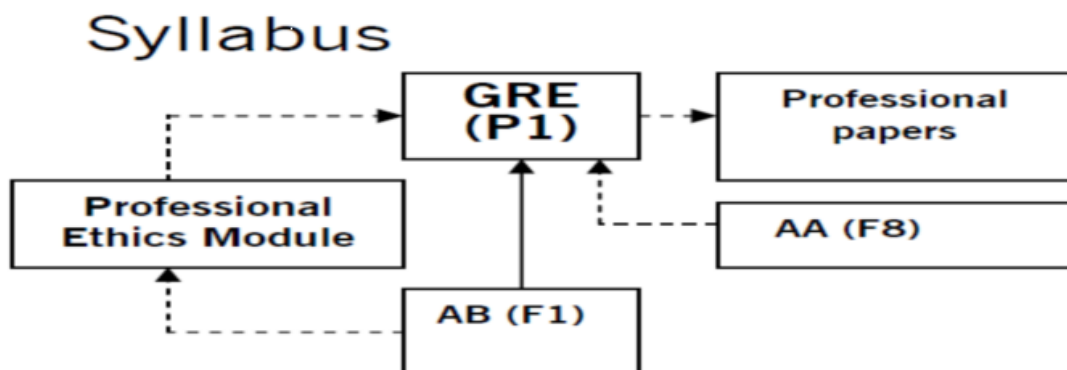 Syllabus
GRE
(P1)
Professional
papers
Professional
Ethics Module
AA (F8)
AB (F1)